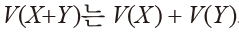 V(X+Y)는 V(X) + V(Y)